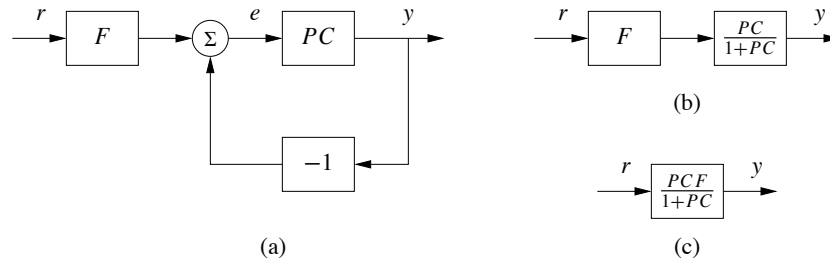 r F Σ e PC y
−1
(a)
r F PC/1+PC y
(b)
r PCF/1+PC y
(c)